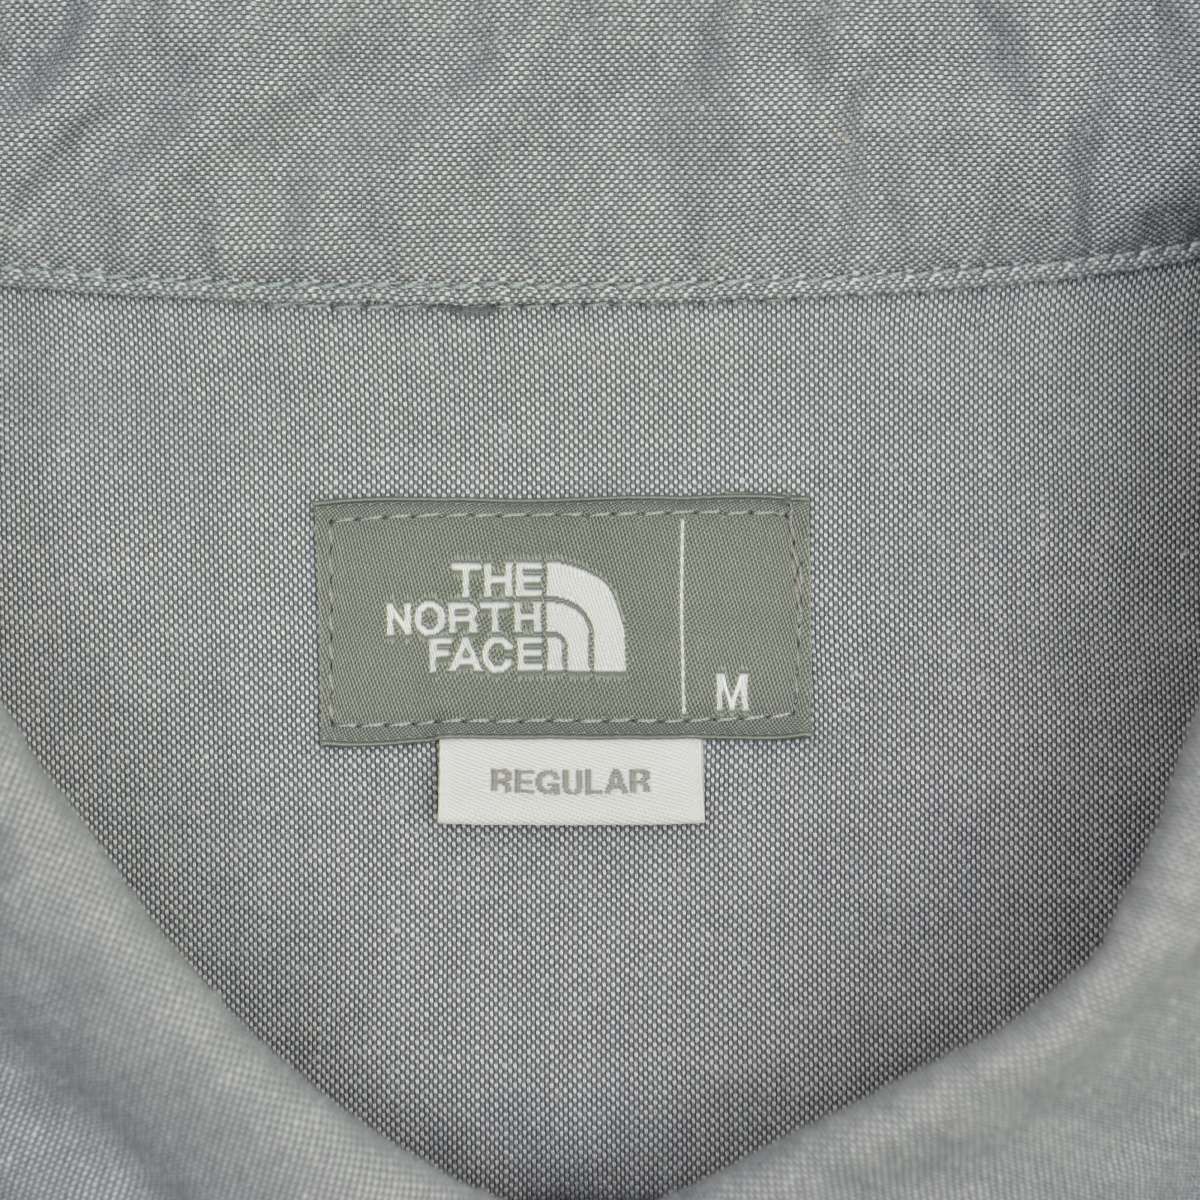 THE
NORTH
FACE
M
REGULAR